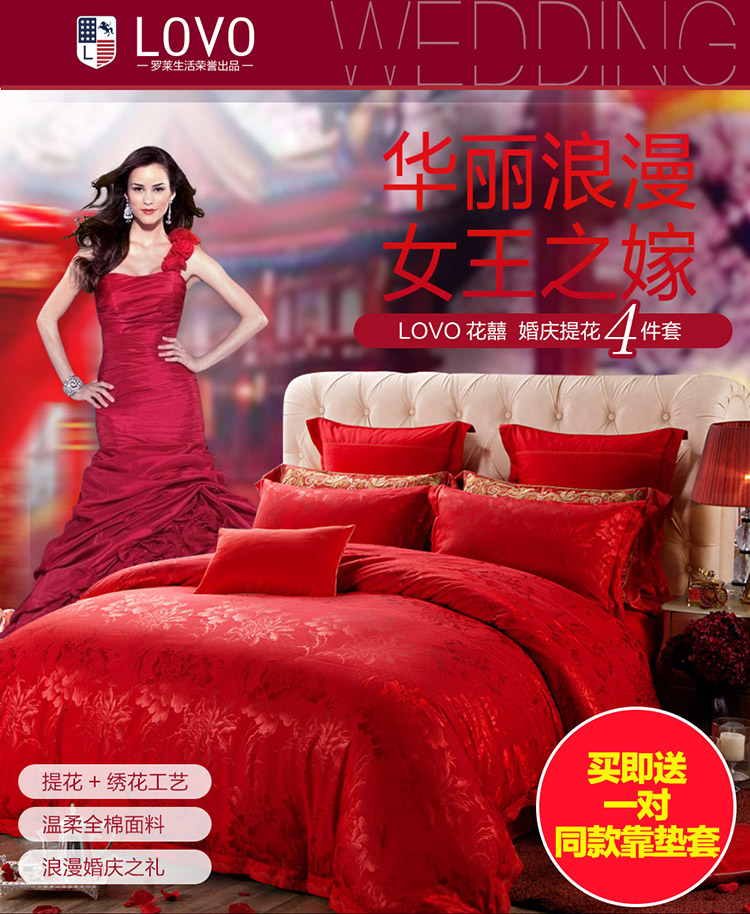 LOVO
L
— 罗莱生活荣誉出品 —
WEDDING
华丽浪漫
女王之嫁
LOVO 花囍 婚庆提花4件套
提花 + 绣花工艺
温柔全棉面料
浪漫婚庆之礼
买即送
一对
同款靠垫套